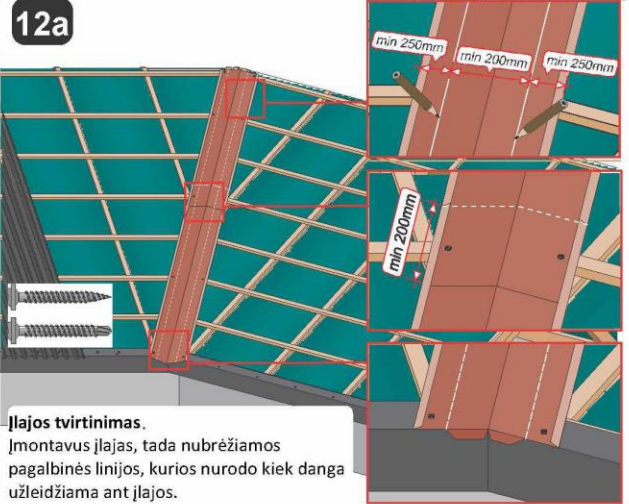 12a
min 250mm
min 200mm
min 250mm
min 200mm
Įlajos tvirtinimas.
Įmontavus įlajas, tada nubrėžiamos
pagalbinės linijos, kurios nurodo kiek danga
užleidžiama ant įlajos.